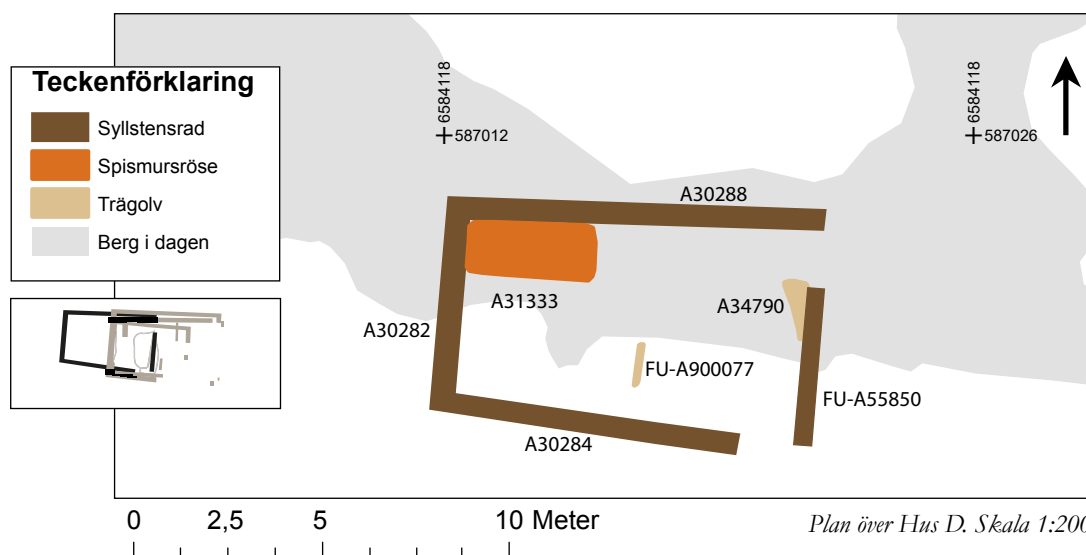 Teckenförklaring
Syllstensrad
Spismursröse
Trägolv
Berg i dagen
6584118
587012
6584118
587026
A30288
A31333
A34790
A30282
FU-A900077
FU-A55850
A30284
0 2,5 5 10 Meter
Plan över Hus D. Skala 1:200